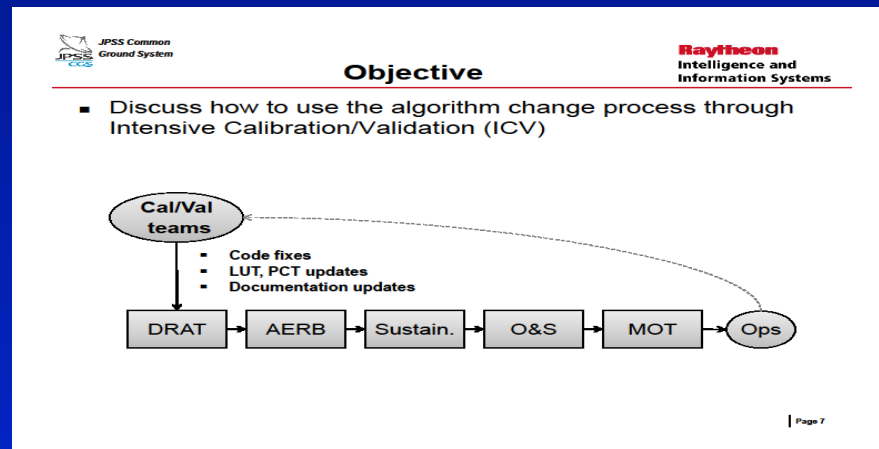 JPSS Common
Ground System
JPSS
CGS
Objective
Raytheon
Intelligence and
Information Systems
▪ Discuss how to use the algorithm change process through
Intensive Calibration/Validation (ICV)
Cal/Val
teams
▪ Code fixes
▪ LUT, PCT updates
▪ Documentation updates
DRAT
AERB
Sustain.
O&S
MOT
Ops
Page 7